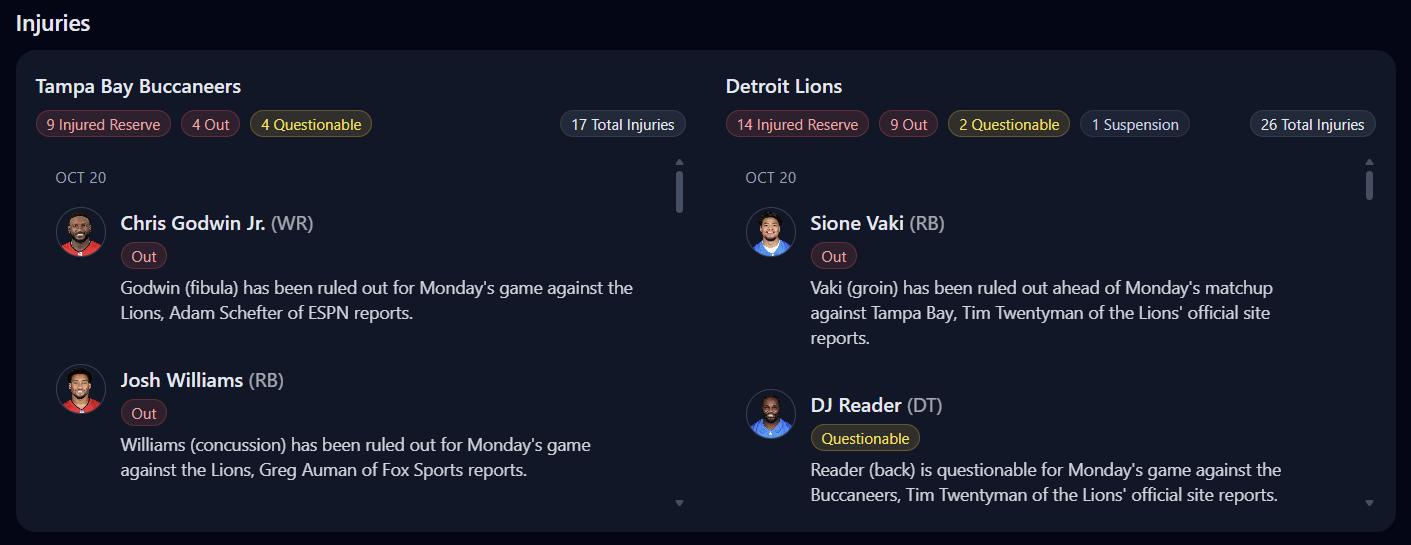 Injuries
Tampa Bay Buccaneers
9 Injured Reserve
4 Out
4 Questionable
17 Total Injuries
OCT 20
Chris Godwin Jr. (WR)
Out
Godwin (fibula) has been ruled out for Monday's game against the
Lions, Adam Schefter of ESPN reports.
Josh Williams (RB)
Out
Williams (concussion) has been ruled out for Monday's game
against the Lions, Greg Auman of Fox Sports reports.
Detroit Lions
14 Injured Reserve
9 Out
2 Questionable
1 Suspension
26 Total Injuries
OCT 20
Sione Vaki (RB)
Out
Vaki (groin) has been ruled out ahead of Monday's matchup
against Tampa Bay, Tim Twentyman of the Lions' official site
reports.
DJ Reader (DT)
Questionable
Reader (back) is questionable for Monday's game against the
Buccaneers, Tim Twentyman of the Lions' official site reports.